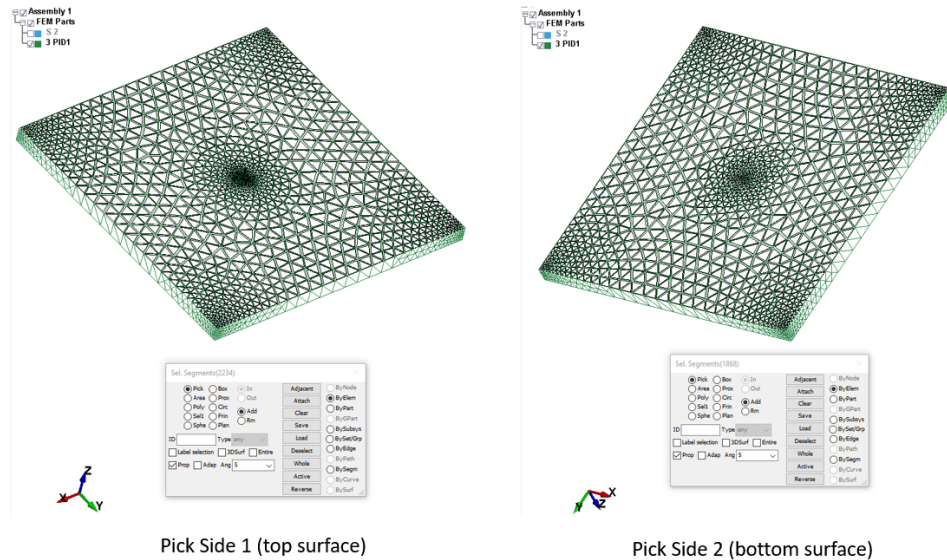 Assembly 1
FEM Parts
S 2
3 PID1
Assembly 1
FEM Parts
S 2
3 PID1
Sel. Segments(2234)
Pick Box In Adjacent ByNode
Area Prox Out Attach ByElem
Poly Circ Add Clear ByPart
Sel1 Frin Rm Save ByGPart
Sphe Plan Load BySubsys
ID Type any Deselect BySet/Grp
Label selection 3DSurf Entire Whole ByEdge
Prop Adap Ang 5 Active ByPath
Reverse BySegm
ByCurve
BySurf
Sel. Segments(1868)
Pick Box In Adjacent ByNode
Area Prox Out Attach ByElem
Poly Circ Add Clear ByPart
Sel1 Frin Rm Save ByGPart
Sphe Plan Load BySubsys
ID Type any Deselect BySet/Grp
Label selection 3DSurf Entire Whole ByEdge
Prop Adap Ang 5 Active ByPath
Reverse BySegm
ByCurve
BySurf
Z
X
Y
X
Y
Z
Pick Side 1 (top surface)
Pick Side 2 (bottom surface)